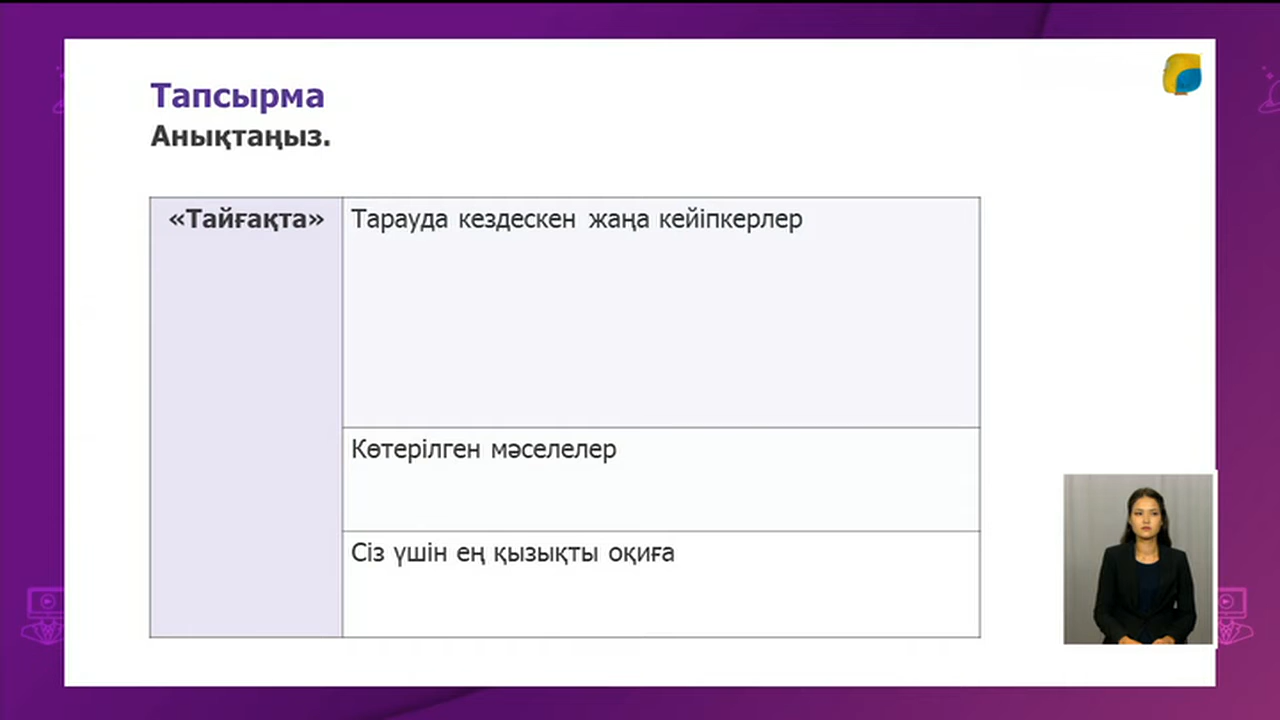 Тапсырма
Анықтаңыз.
«Тайғақта»
Тарауда кездескен жаңа кейіпкерлер
Көтерілген мәселелер
Сіз үшін ең қызықты оқиға